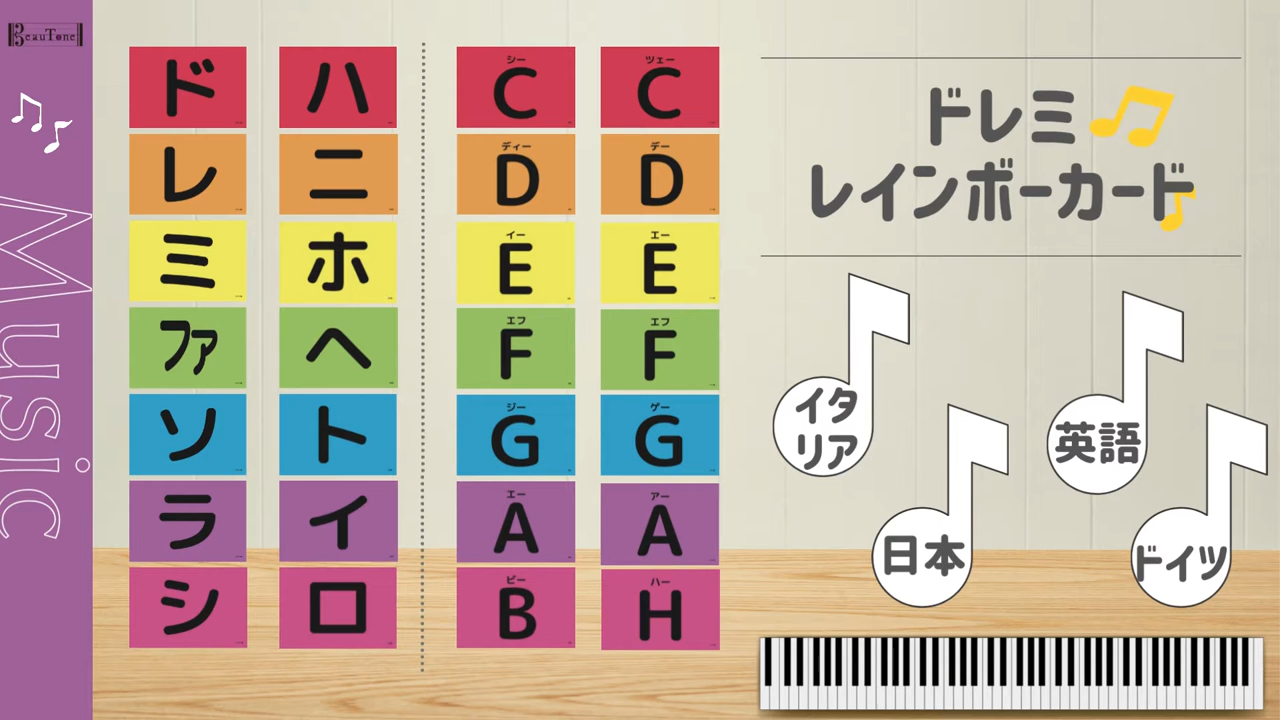 BeauTone
Music
ド
レ
ミ
ファ
ソ
ラ
シ
ハ
ニ
ホ
ヘ
ト
イ
ロ
シー
C
ディー
D
イー
E
エフ
F
ジー
G
エー
A
ビー
B
ツェー
C
デー
D
エー
E
エフ
F
ゲー
G
アー
A
ハー
H
ドレミ
レインボーカード
イタ
リア
日本
英語
ドイツ